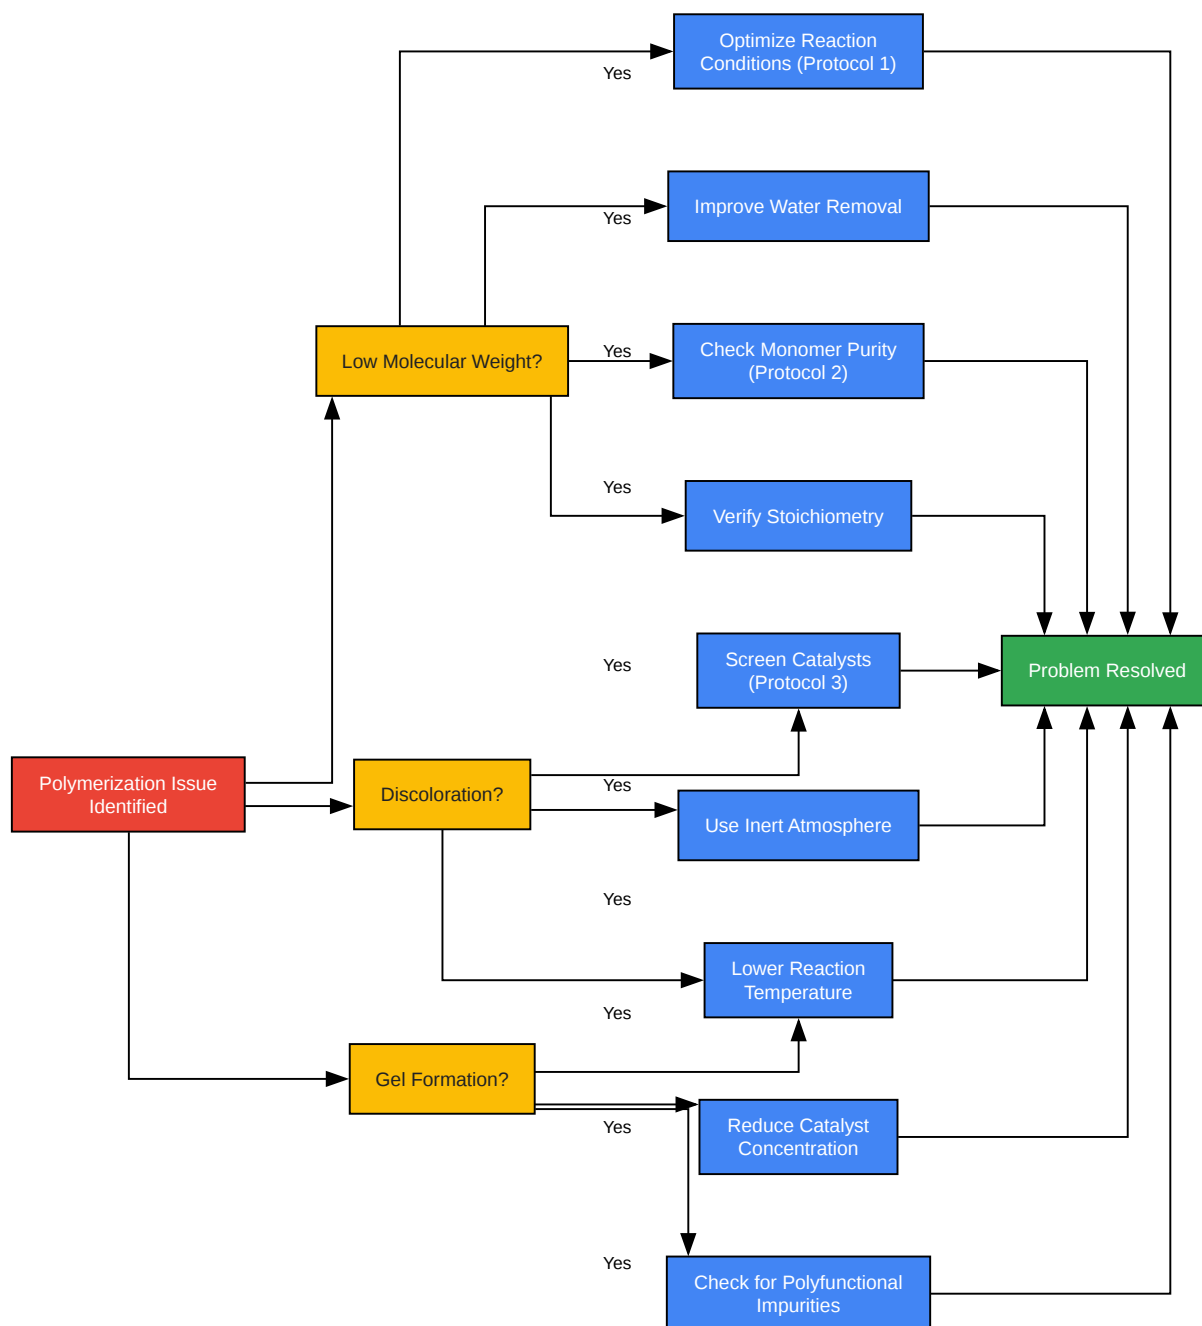 Optimize Reaction
Conditions (Protocol 1)
Yes
Improve Water Removal
Yes
Low Molecular Weight?
Yes
Check Monomer Purity
(Protocol 2)
Yes
Verify Stoichiometry
Yes
Screen Catalysts
(Protocol 3)
Problem Resolved
Polymerization Issue
Identified
Discoloration?
Yes
Use Inert Atmosphere
Yes
Lower Reaction
Temperature
Yes
Gel Formation?
Yes
Reduce Catalyst
Concentration
Yes
Check for Polyfunctional
Impurities